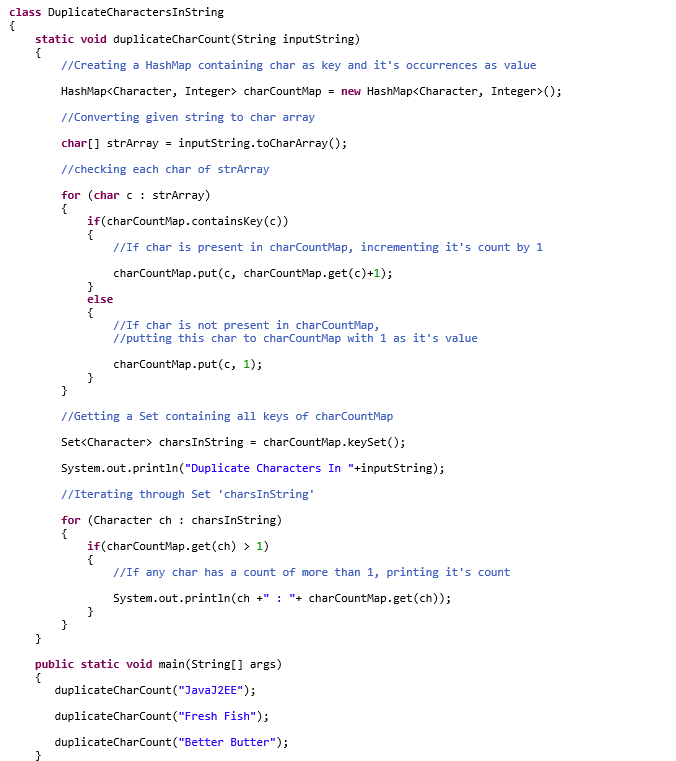 class DuplicateCharactersInString
{
static void duplicateCharCount(String inputString)
{
//Creating a HashMap containing char as key and it's occurrences as value
HashMap<Character, Integer> charCountMap = new HashMap<Character, Integer>();
//Converting given string to char array
char[] strArray = inputString.toCharArray();
//checking each char of strArray
for (char c : strArray)
{
if(charCountMap.containsKey(c))
{
//If char is present in charCountMap, incrementing it's count by 1
charCountMap.put(c, charCountMap.get(c)+1);
}
else
{
//If char is not present in charCountMap,
//putting this char to charCountMap with 1 as it's value
charCountMap.put(c, 1);
}
}
//Getting a Set containing all keys of charCountMap
Set<Character> charsInString = charCountMap.keySet();
System.out.println("Duplicate Characters In "+inputString);
//Iterating through Set 'charsInString'
for (Character ch : charsInString)
{
if(charCountMap.get(ch) > 1)
{
//If any char has a count of more than 1, printing it's count
System.out.println(ch +" : "+ charCountMap.get(ch));
}
}
}
public static void main(String[] args)
{
duplicateCharCount("JavaJ2EE");
duplicateCharCount("Fresh Fish");
duplicateCharCount("Better Butter");
}